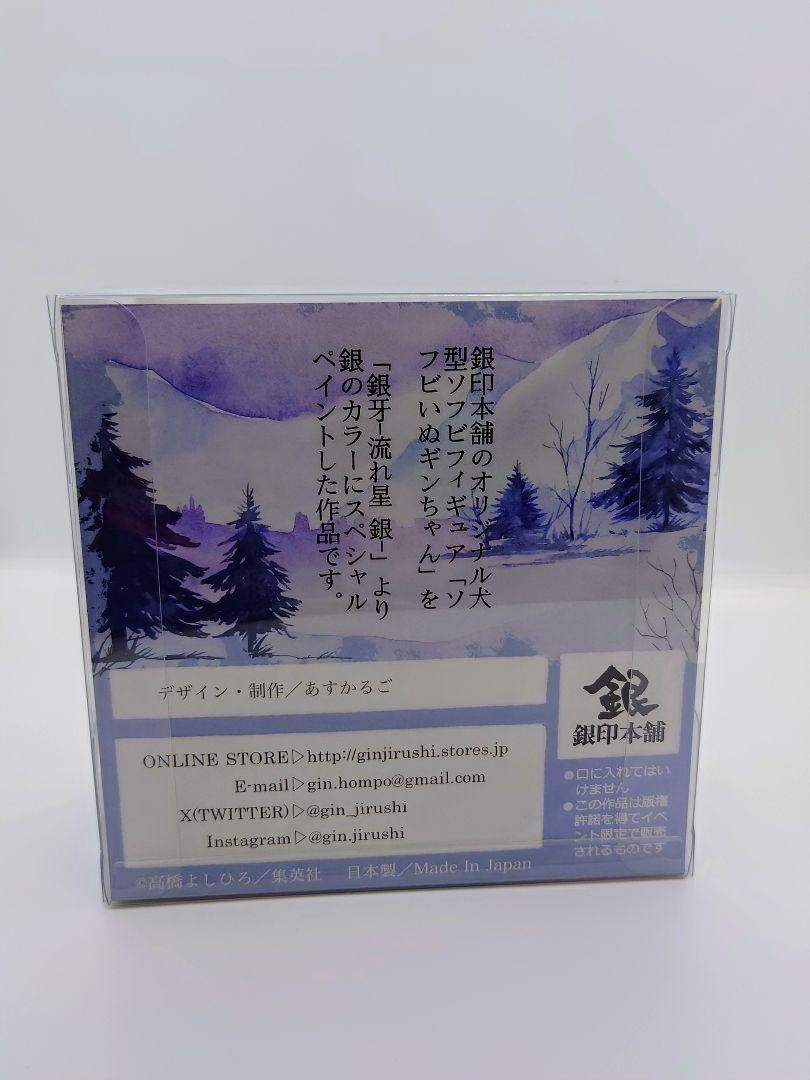 銀印本舗のオリジナル犬
型ソフビフィギュア「ソ
フビいぬギンちゃん」を
「銀牙-流れ星 銀-」より
銀のカラーにスペシャル
ペイントした作品です。
デザイン・制作／あすかるご
ONLINE STORE▷http://ginjirushi.stores.jp
E-mail▷gin.hompo@gmail.com
X(TWITTER)▷@gin_jirushi
Instagram▷@gin.jirushi
銀
銀印本舗
●口に入れてはい
けません
●この作品は版権
許諾を得てイベ
ント限定で販売
されるものです
©高橋よしひろ／集英社 日本製／Made In Japan